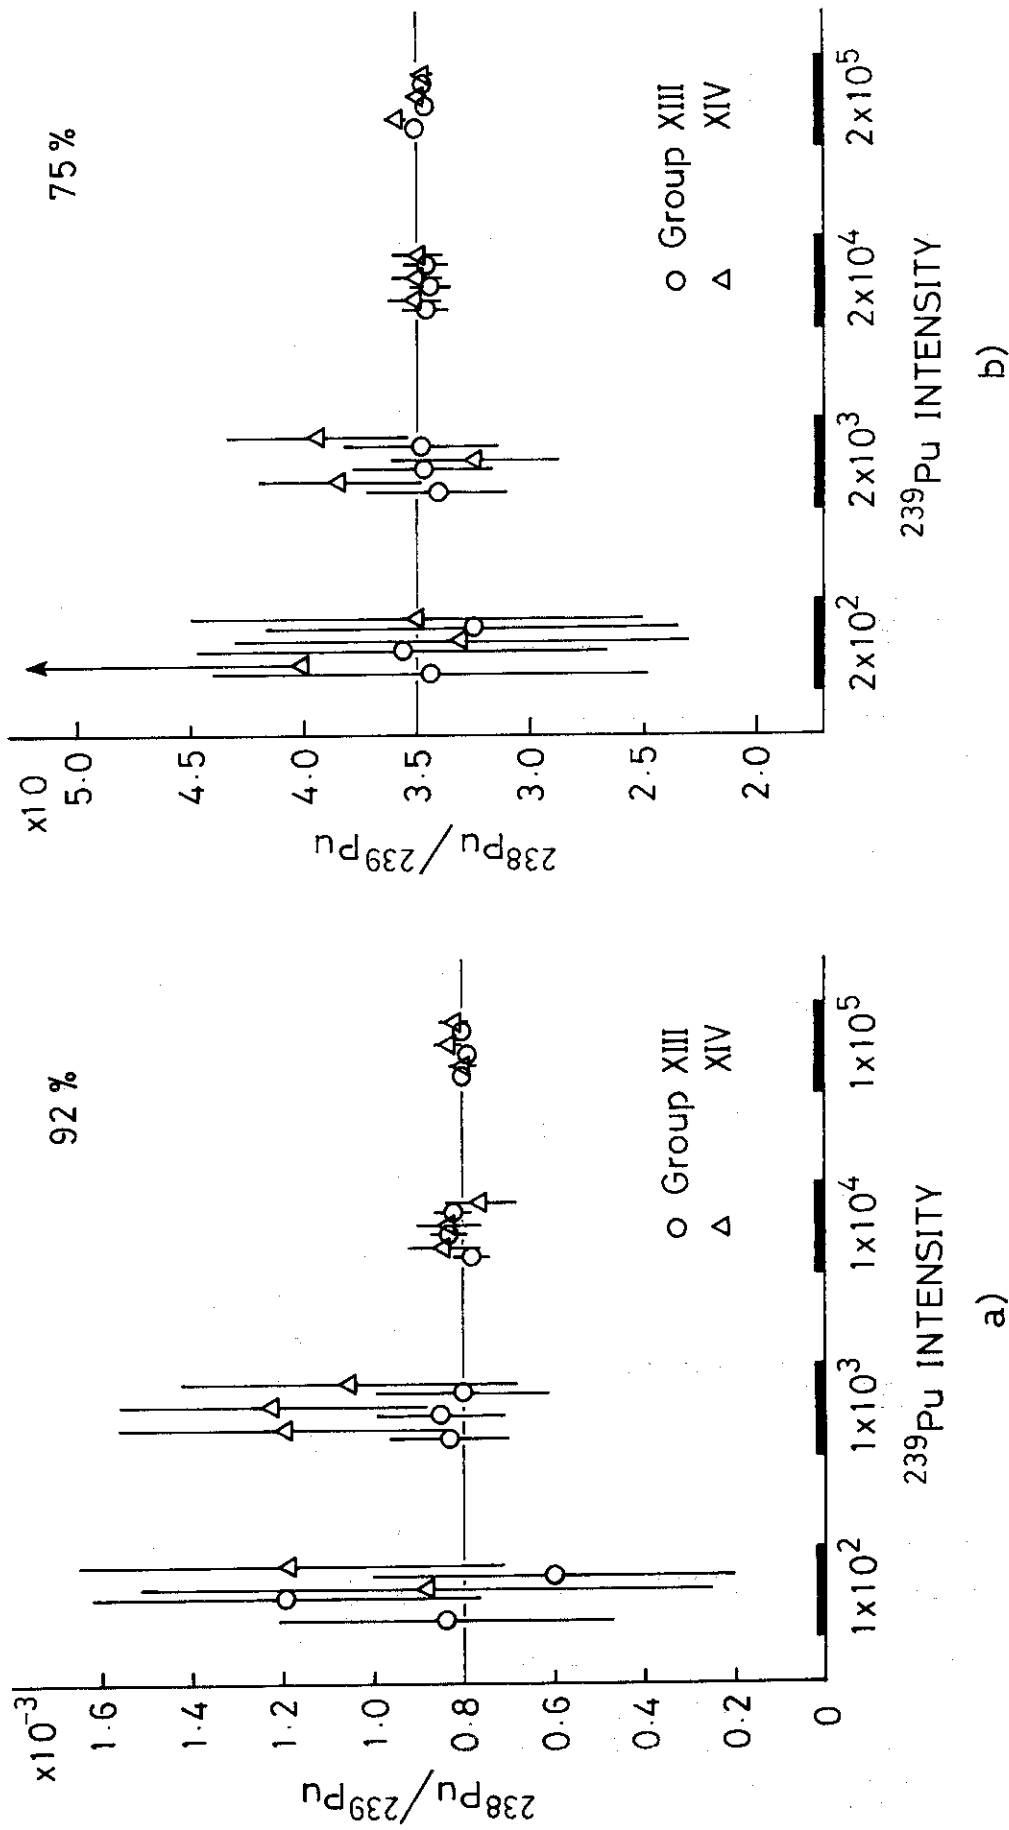 x10⁻³
92 %
1·6
1·4
1·2
1·0
0·8
0·6
0·4
0·2
0
²³⁸Pu/²³⁹Pu
○ Group XIII
△ XIV
1x10² 1x10³ 1x10⁴ 1x10⁵
²³⁹Pu INTENSITY
a)
x10
75 %
5·0
4·5
4·0
3·5
3·0
2·5
2·0
²³⁸Pu/²³⁹Pu
○ Group XIII
△ XIV
2x10² 2x10³ 2x10⁴ 2x10⁵
²³⁹Pu INTENSITY
b)